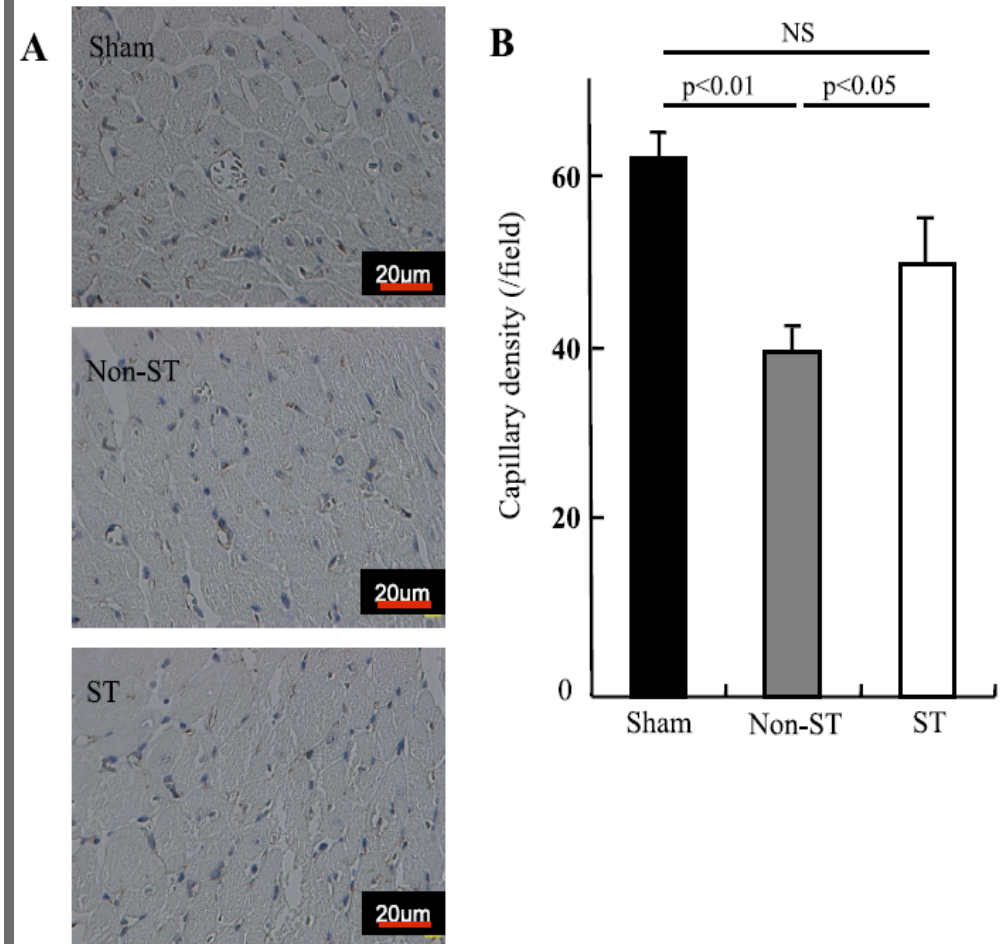 A
Sham
20um
Non-ST
20um
ST
20um
B
NS
p<0.01 p<0.05
Capillary density (/field)
60
40
20
0
Sham Non-ST ST